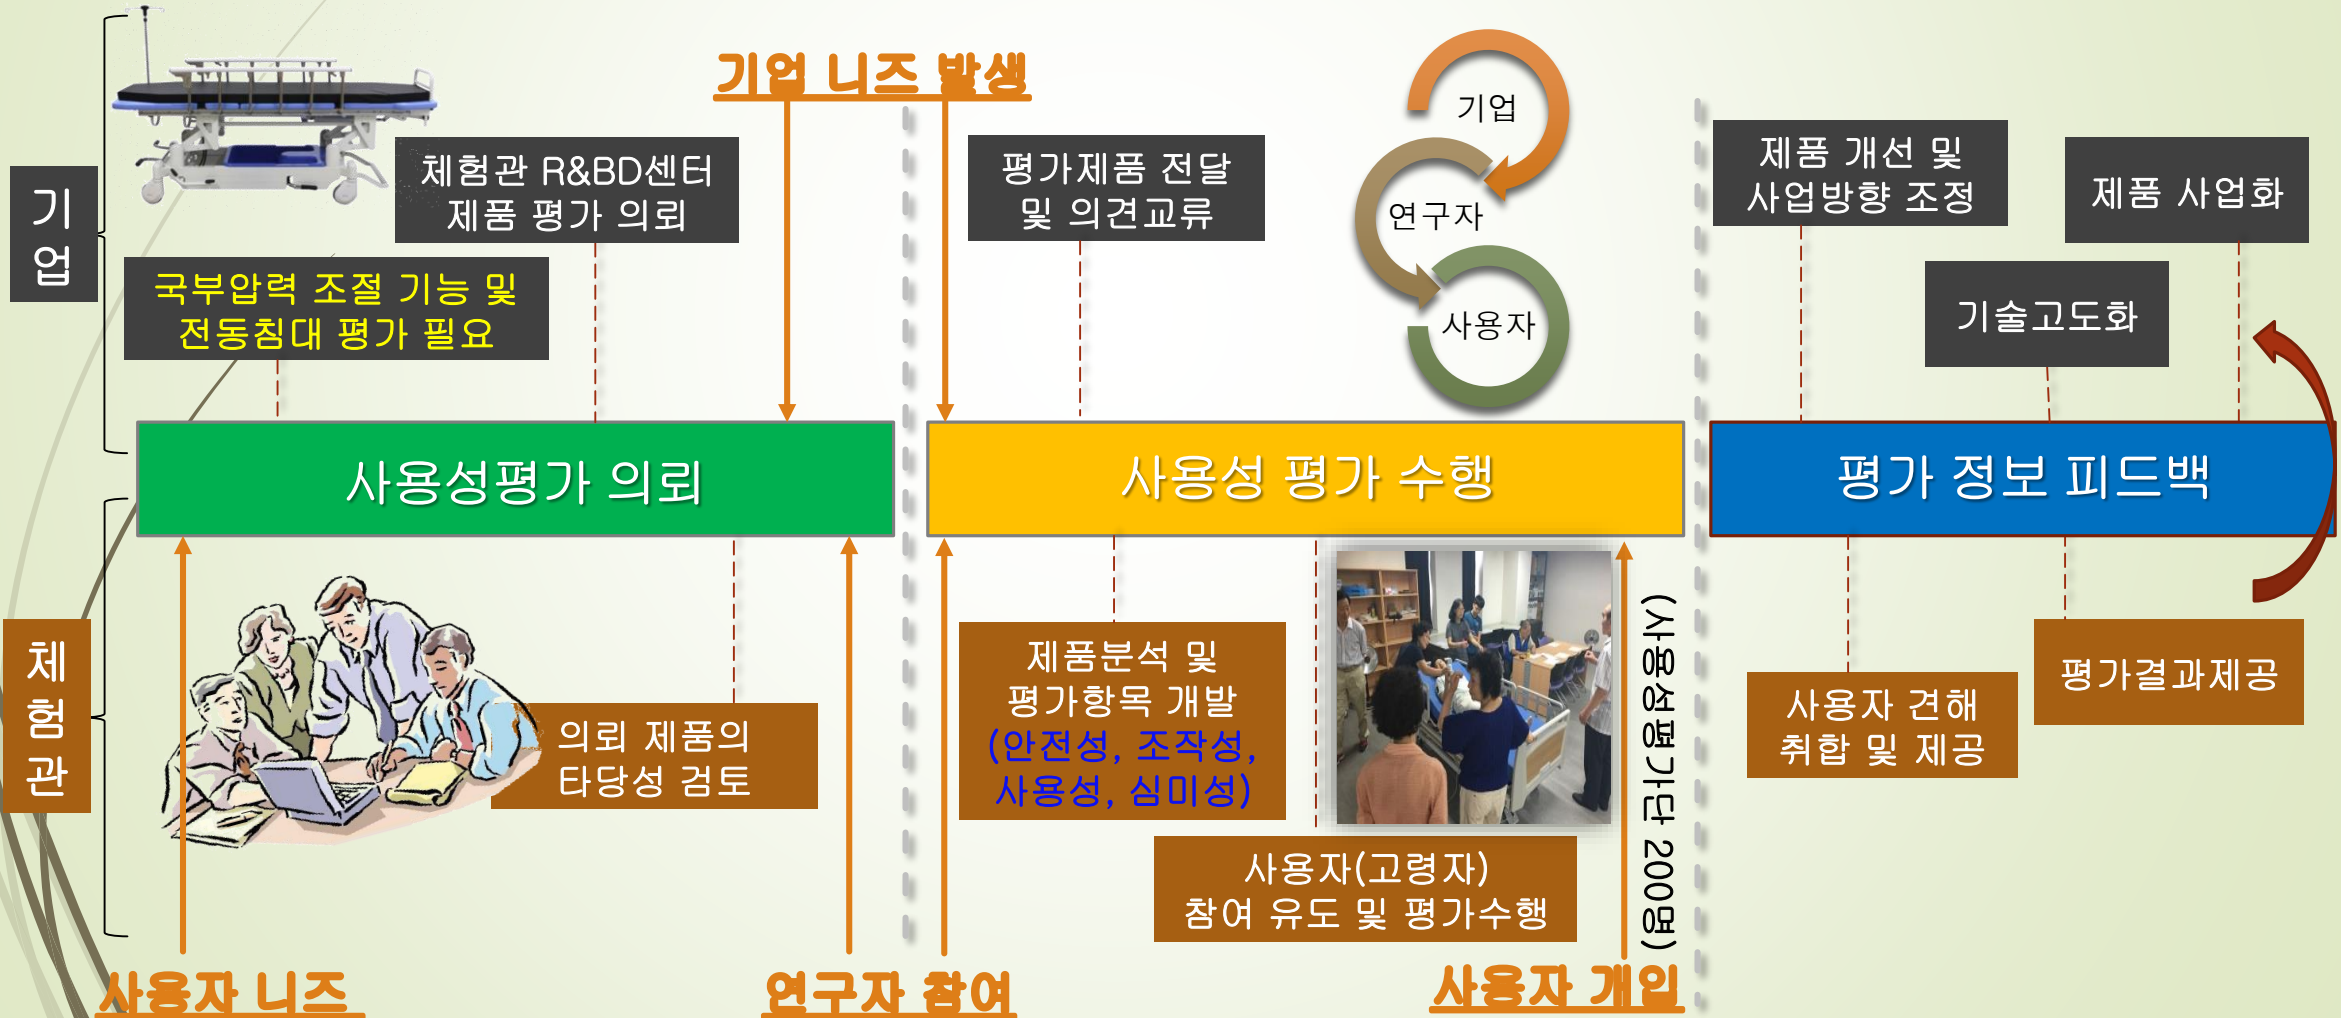 기업 니즈 발생
기업
체험관 R&BD센터
제품 평가 의뢰
국부압력 조절 기능 및
전동침대 평가 필요
평가제품 전달
및 의견교류
기업
연구자
사용자
제품 개선 및
사업방향 조정
제품 사업화
기술고도화
사용성평가 의뢰
사용성 평가 수행
평가 정보 피드백
체험관
의뢰 제품의
타당성 검토
제품분석 및
평가항목 개발
(안전성, 조작성,
사용성, 심미성)
사용자(고령자)
참여 유도 및 평가수행
(사용성평가단 200명)
사용자 견해
취합 및 제공
평가결과제공
사용자 니즈
연구자 참여
사용자 개입